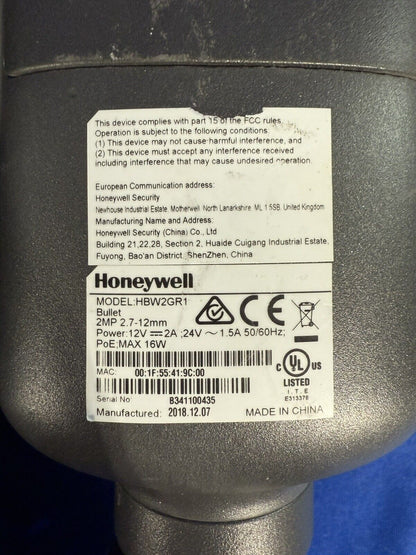 This device complies with part 15 of the FCC rules.
Operation is subject to the following conditions
(1) This device may not cause harmful interference, and
(2) This device must accept any interference received
including interference that may cause undesired operation.
European Communication address:
Honeywell Security
Newhouse Industrial Estate, Motherwell North Lanarkshire, ML 1 5SB, United Kingdom
Manufacturing Name and Address:
Honeywell Security (China) Co., Ltd
Building 21,22,28, Section 2, Huaide Cuigang Industrial Estate,
Fuyong, Bao'an District, ShenZhen, China
Honeywell
MODEL:HBW2GR1
Bullet
2MP 2.7-12mm
Power:12V⎓2A ;24V～1.5A 50/60Hz;
PoE;MAX 16W
CE
MAC: 00:1F:55:41:9C:00
C UL US
LISTED
I.T.E
E313376
Serial No B341100435
Manufactured: 2018.12.07
MADE IN CHINA